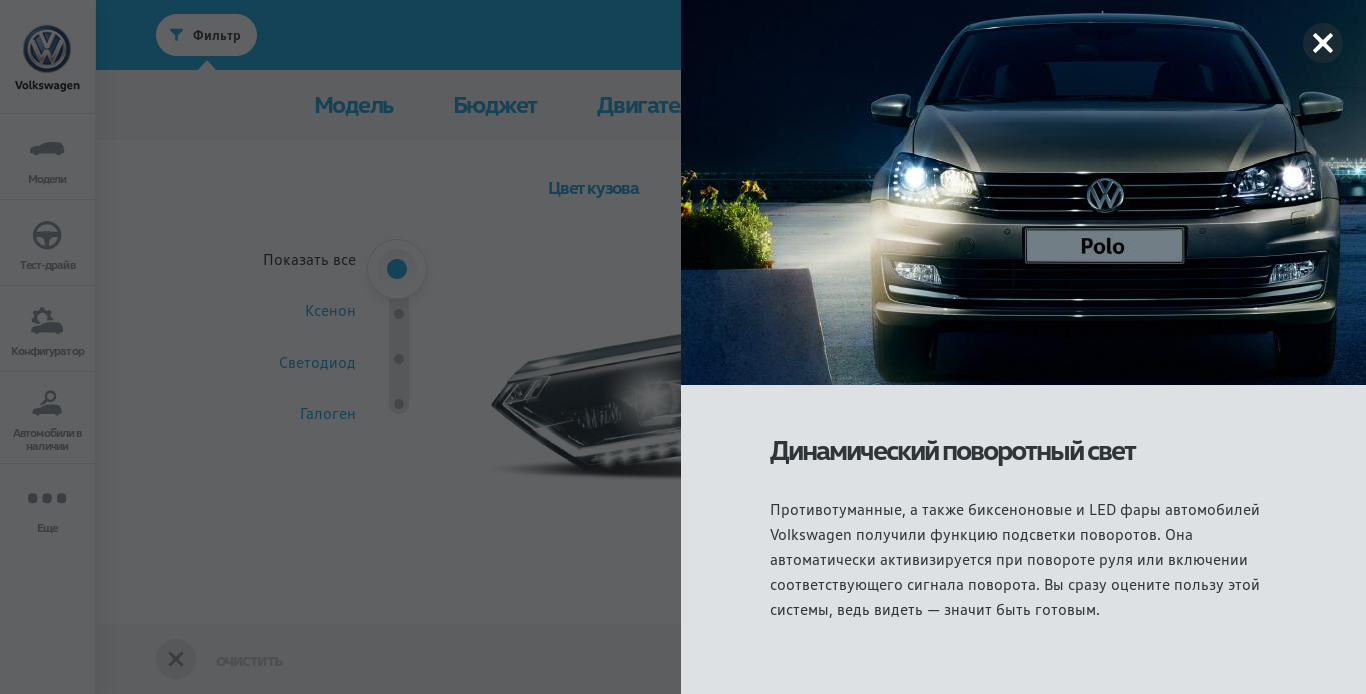 Фильтр
Volkswagen
Модель
Бюджет
Модели
Цвет кузова
Тест-драйв
Показать все
Ксенон
Конфигуратор
Светодиод
Галоген
Автомобили в
наличии
Еще
ОЧИСТИТЬ
Polo
Динамический поворотный свет
Противотуманные, а также биксеноновые и LED фары автомобилей
Volkswagen получили функцию подсветки поворотов. Она
автоматически активизируется при повороте руля или включении
соответствующего сигнала поворота. Вы сразу оцените пользу этой
системы, ведь видеть — значит быть готовым.